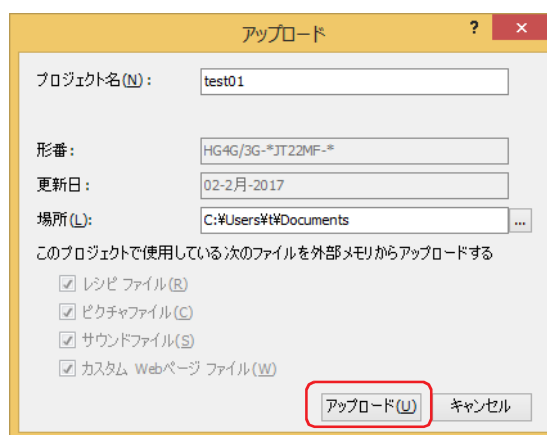 アップロード
? ×
プロジェクト名(N): test01
形番: HG4G/3G-*JT22MF-*
更新日: 02-2月-2017
場所(L): C:¥Users¥t¥Documents ...
このプロジェクトで使用している次のファイルを外部メモリからアップロードする
レシピ ファイル(R)
ピクチャファイル(C)
サウンドファイル(S)
カスタム Webページ ファイル(W)
アップロード(U) キャンセル